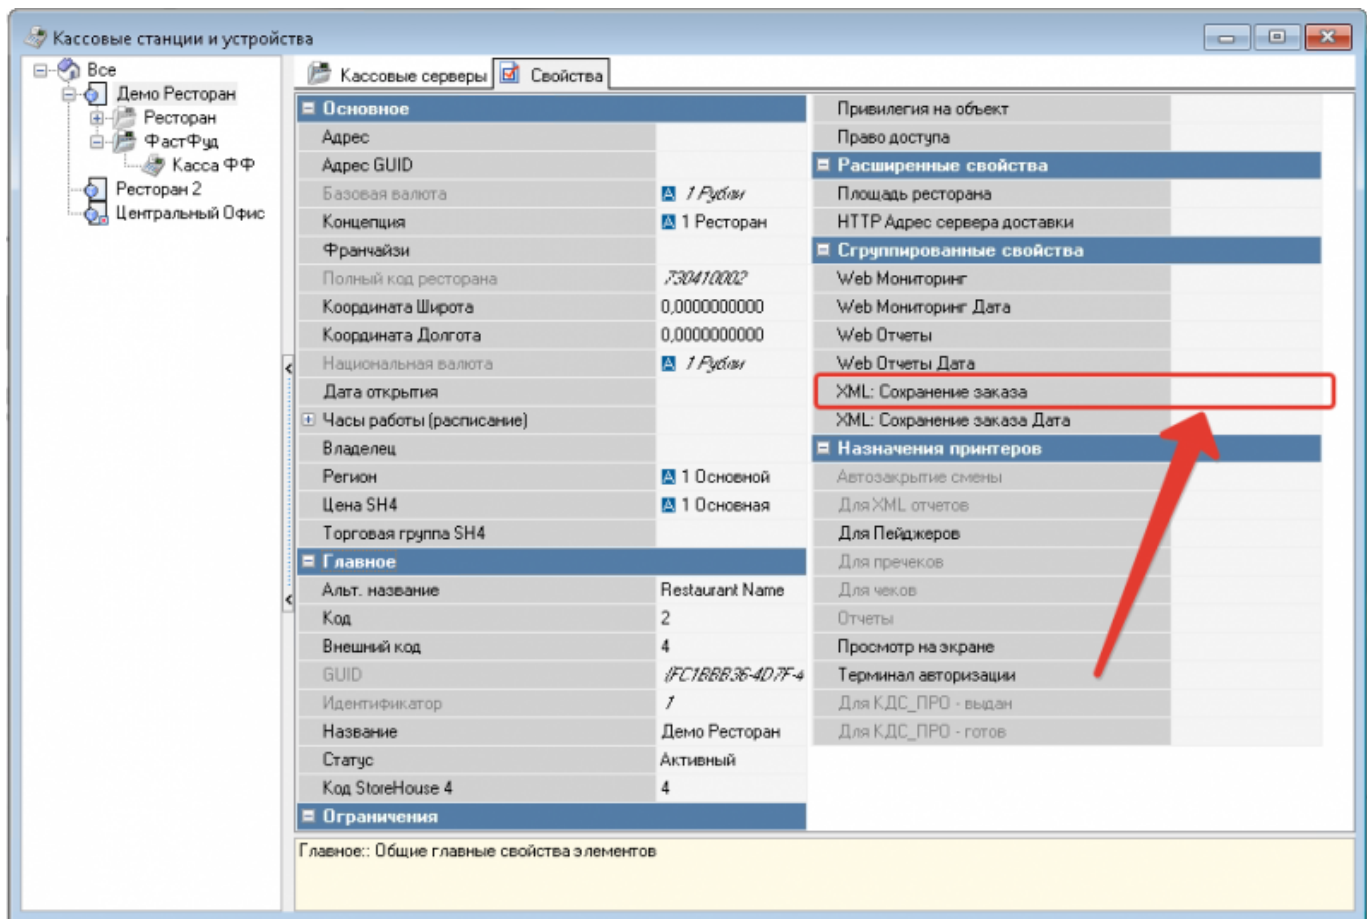 Кассовые станции и устройства
Все
Демо Ресторан
Ресторан
ФастФуд
Касса ФФ
Ресторан 2
Центральный Офис
Кассовые серверы Свойства
Основное
Адрес
Адрес GUID
Базовая валюта 1 Рубли
Концепция 1 Ресторан
Франчайзи
Полный код ресторана 730410002
Координата Широта 0,0000000000
Координата Долгота 0,0000000000
Национальная валюта 1 Рубли
Дата открытия
Часы работы (расписание)
Владелец
Регион 1 Основной
Цена SH4 1 Основная
Торговая группа SH4
Главное
Альт. название Restaurant Name
Код 2
Внешний код 4
GUID {FC1BBB36-4D7F-4
Идентификатор 1
Название Демо Ресторан
Статус Активный
Код StoreHouse 4 4
Ограничения
Привилегия на объект
Право доступа
Расширенные свойства
Площадь ресторана
HTTP Адрес сервера доставки
Сгруппированные свойства
Web Мониторинг
Web Мониторинг Дата
Web Отчеты
Web Отчеты Дата
XML: Сохранение заказа
XML: Сохранение заказа Дата
Назначения принтеров
Автозакрытие смены
Для XML отчетов
Для Пейджеров
Для пречеков
Для чеков
Отчеты
Просмотр на экране
Терминал авторизации
Для КДС_ПРО - выдан
Для КДС_ПРО - готов
Главное:: Общие главные свойства элементов